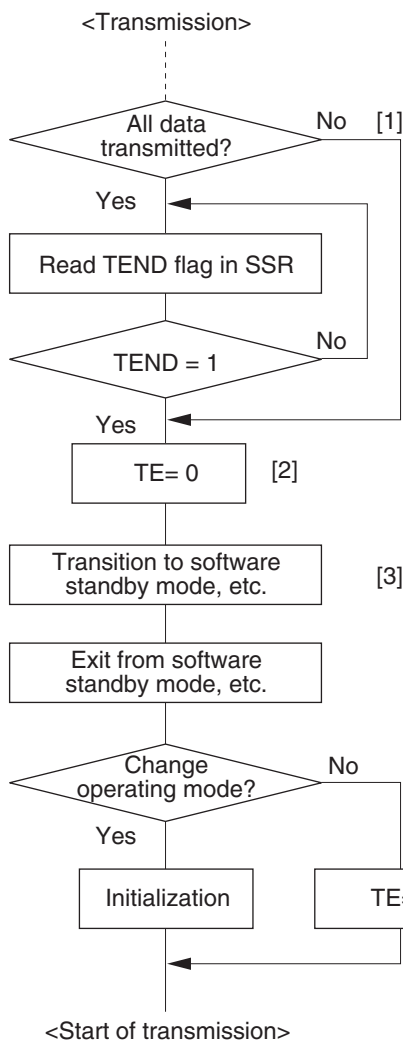 <Transmission>
All data
transmitted?
No [1]
Yes
Read TEND flag in SSR
TEND = 1
No
Yes
TE= 0 [2]
Transition to software
standby mode, etc. [3]
Exit from software
standby mode, etc.
Change
operating mode?
No
Yes
Initialization
TE=
<Start of transmission>